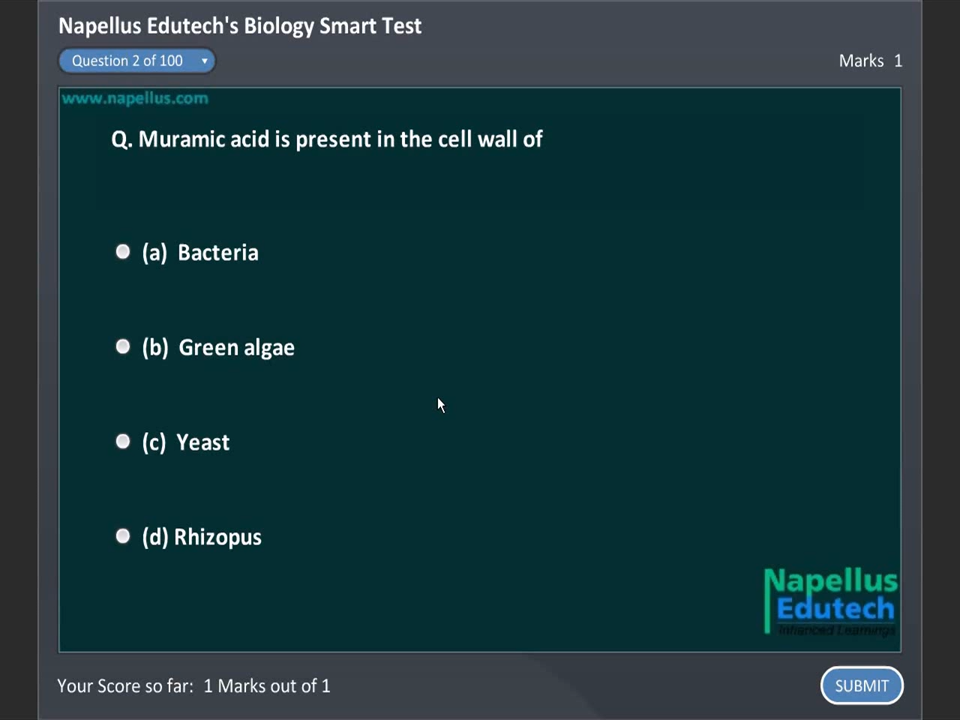 Napellus Edutech's Biology Smart Test
Question 2 of 100
Marks 1
www.napellus.com
Q. Muramic acid is present in the cell wall of
(a) Bacteria
(b) Green algae
(c) Yeast
(d) Rhizopus
Napellus
Edutech
Enhanced Learnings
Your Score so far: 1 Marks out of 1
SUBMIT